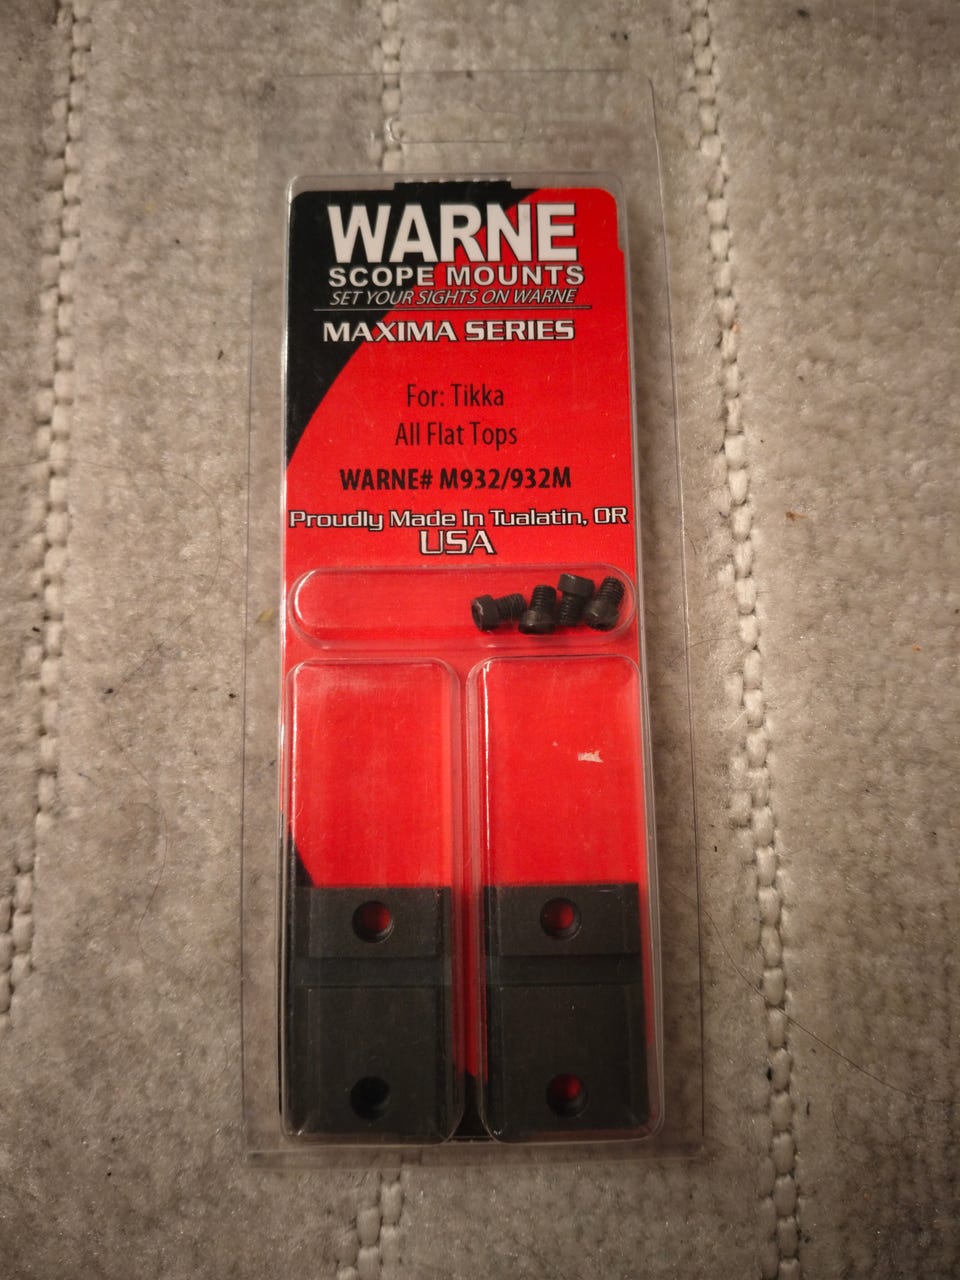 WARNE
SCOPE MOUNTS
SET YOUR SIGHTS ON WARNE
MAXIMA SERIES
For: Tikka
All Flat Tops
WARNE# M932/932M
Proudly Made In Tualatin, OR
USA